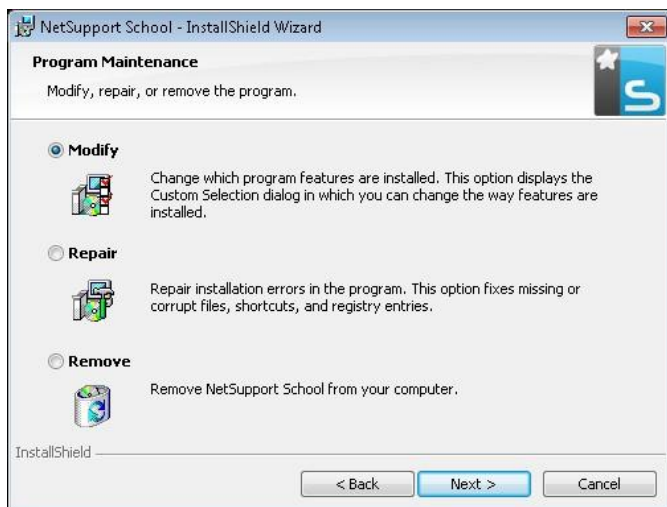 NetSupport School - InstallShield Wizard
Program Maintenance
Modify, repair, or remove the program.
S
Modify
Change which program features are installed. This option displays the
Custom Selection dialog in which you can change the way features are
installed.
Repair
Repair installation errors in the program. This option fixes missing or
corrupt files, shortcuts, and registry entries.
Remove
Remove NetSupport School from your computer.
InstallShield
< Back
Next >
Cancel